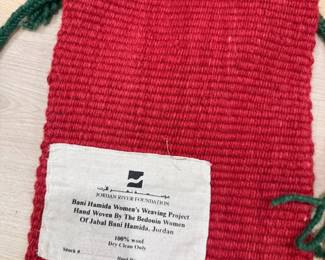 JORDAN RIVER FOUNDATION
Bani Hamida Women's Weaving Project
Hand Woven By The Bedouin Women
Of Jabal Bani Hamida, Jordan
100% wool
Dry Clean Only
Stock #